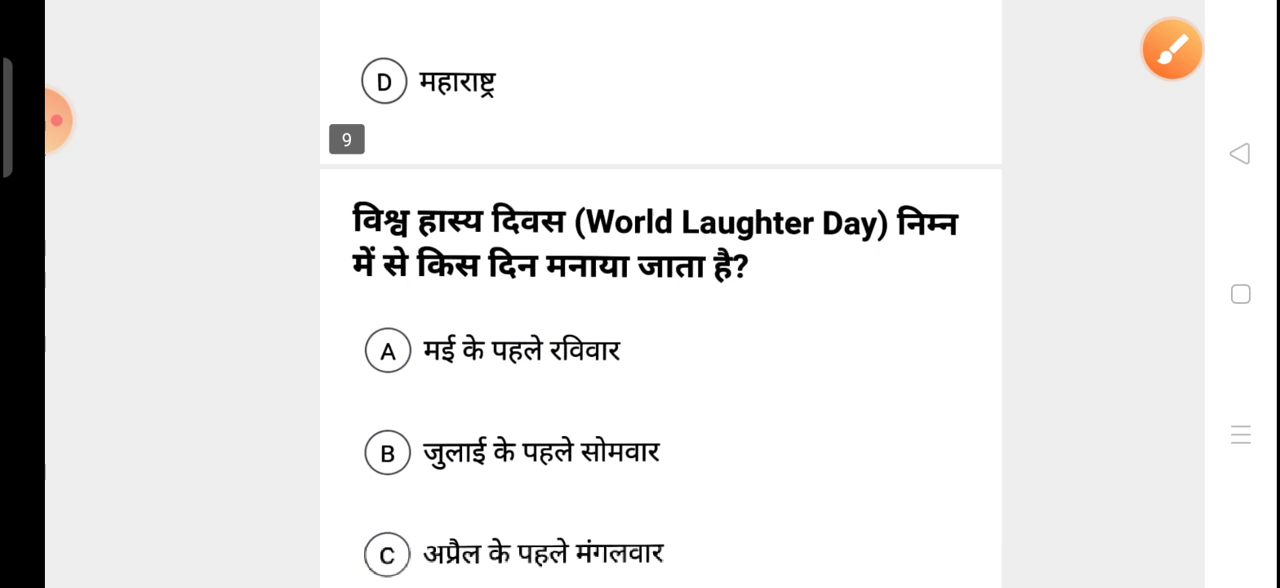 D महाराष्ट्र
9
विश्व हास्य दिवस (World Laughter Day) निम्न
में से किस दिन मनाया जाता है?
A मई के पहले रविवार
B जुलाई के पहले सोमवार
C अप्रैल के पहले मंगलवार